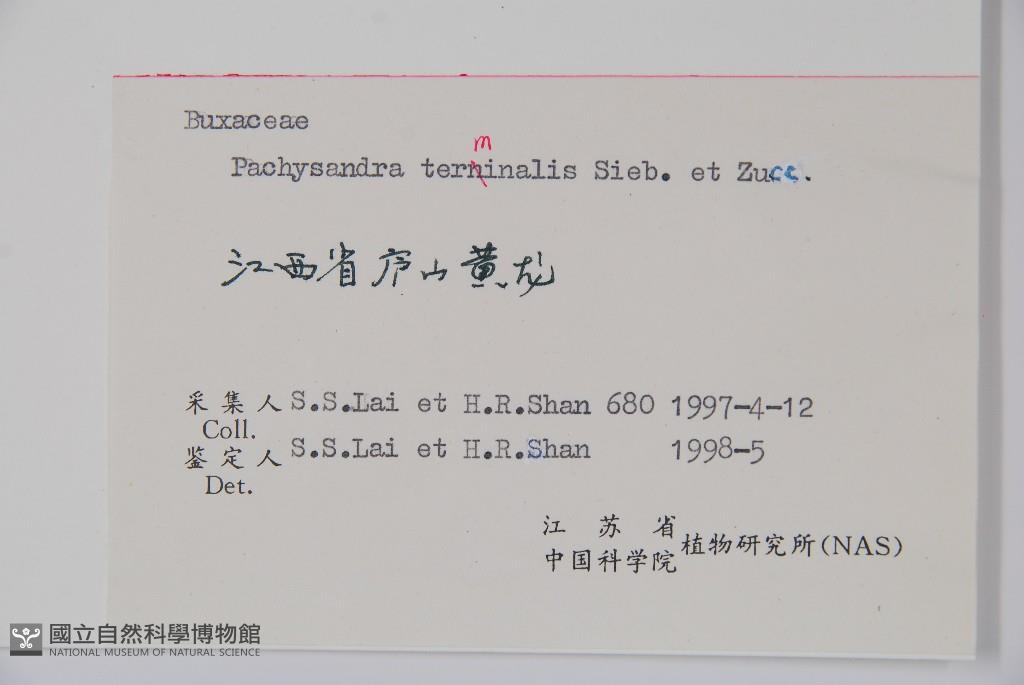 Buxaceae
m
Pachysandra terninalis Sieb. et Zucc.
江西省庐山黄龙
采集人 S.S.Lai et H.R.Shan 680 1997-4-12
Coll.
鉴定人 S.S.Lai et H.R.Shan 1998-5
Det.
江苏省
中国科学院 植物研究所(NAS)
國立自然科學博物館
NATIONAL MUSEUM OF NATURAL SCIENCE